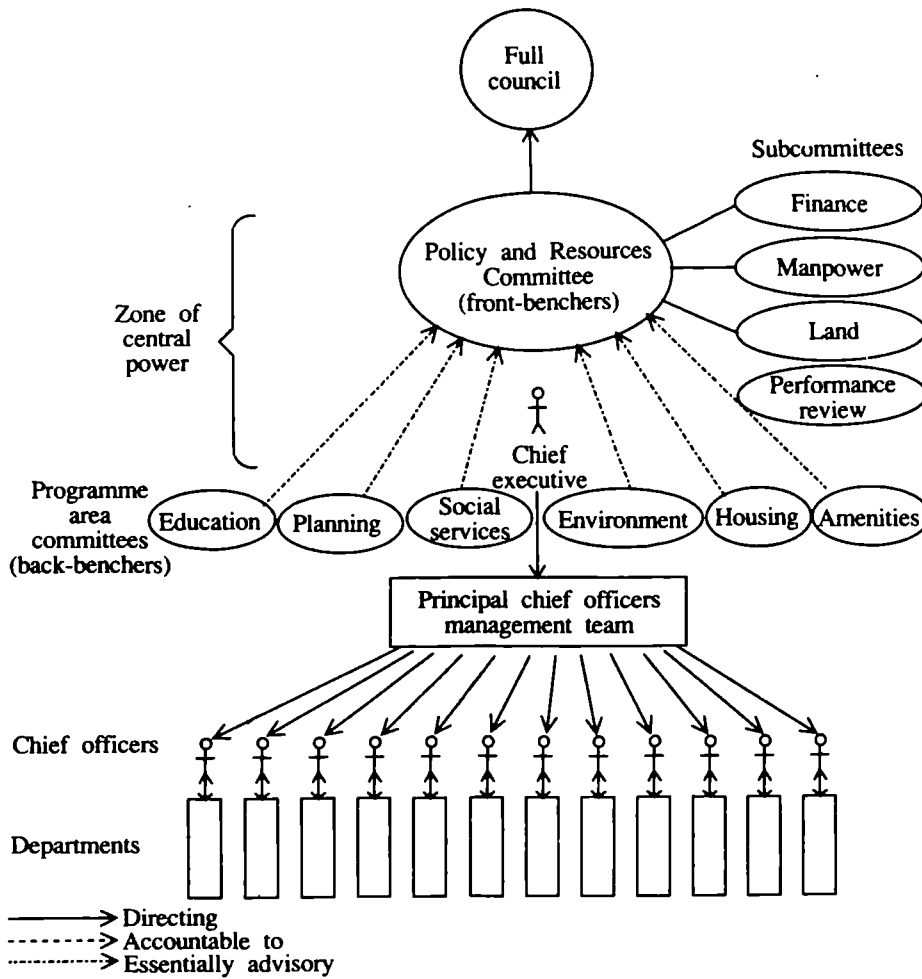 Full
council
Subcommittees
Finance
Policy and Resources
Committee
(front-benchers)
Manpower
Land
Performance
review
Zone of
central
power
Chief
executive
Programme
area
committees
(back-benchers)
Education
Planning
Social
services
Environment
Housing
Amenities
Principal chief officers
management team
Chief officers
Departments
Directing
Accountable to
Essentially advisory